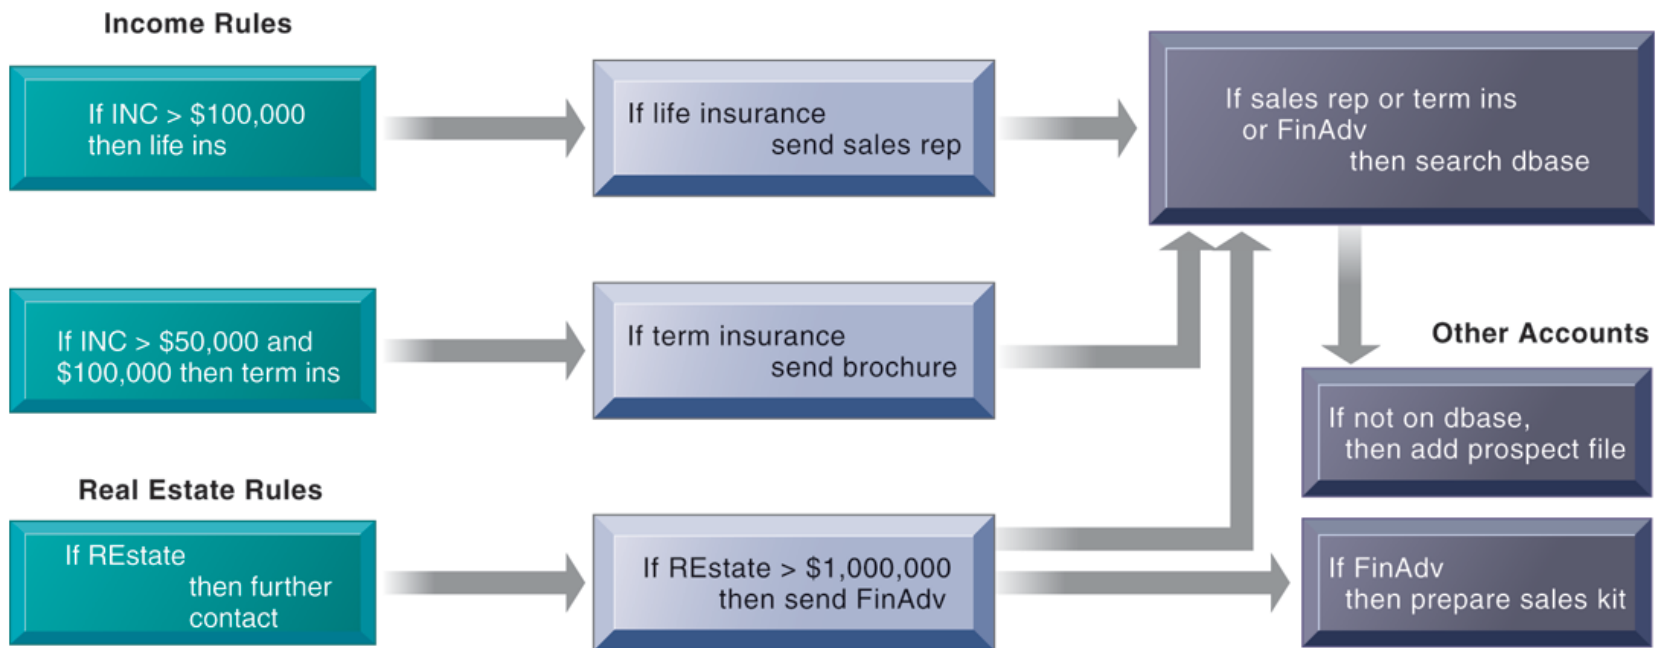 Income Rules
If INC > $100,000
then life ins
If life insurance
send sales rep
If sales rep or term ins
or FinAdv
then search dbase
If INC > $50,000 and
$100,000 then term ins
If term insurance
send brochure
Other Accounts
If not on dbase,
then add prospect file
Real Estate Rules
If REstate
then further
contact
If REstate > $1,000,000
then send FinAdv
If FinAdv
then prepare sales kit